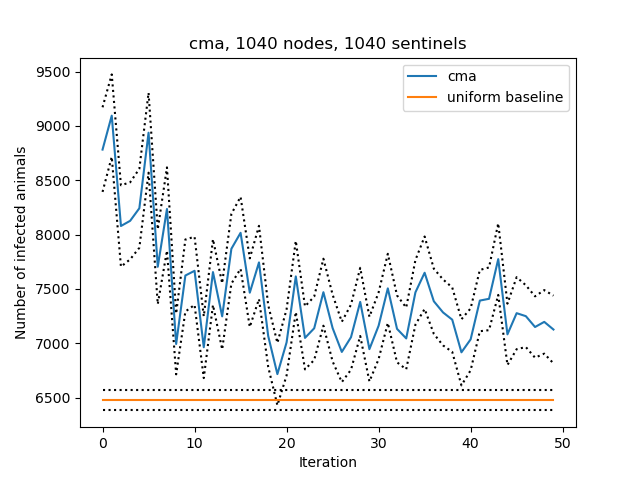 cma, 1040 nodes, 1040 sentinels
cma
uniform baseline
Number of infected animals
9500
9000
8500
8000
7500
7000
6500
0 10 20 30 40 50
Iteration